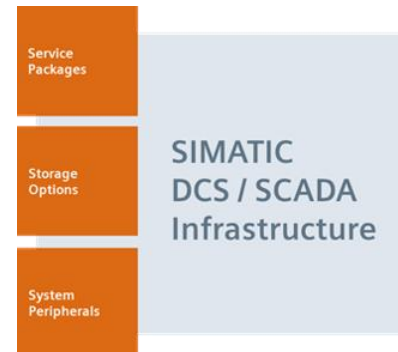 Service
Packages
Storage
Options
System
Peripherals
SIMATIC
DCS / SCADA
Infrastructure